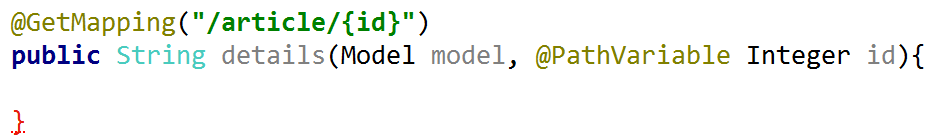 @GetMapping("/article/{id}")
public String details(Model model, @PathVariable Integer id){
}